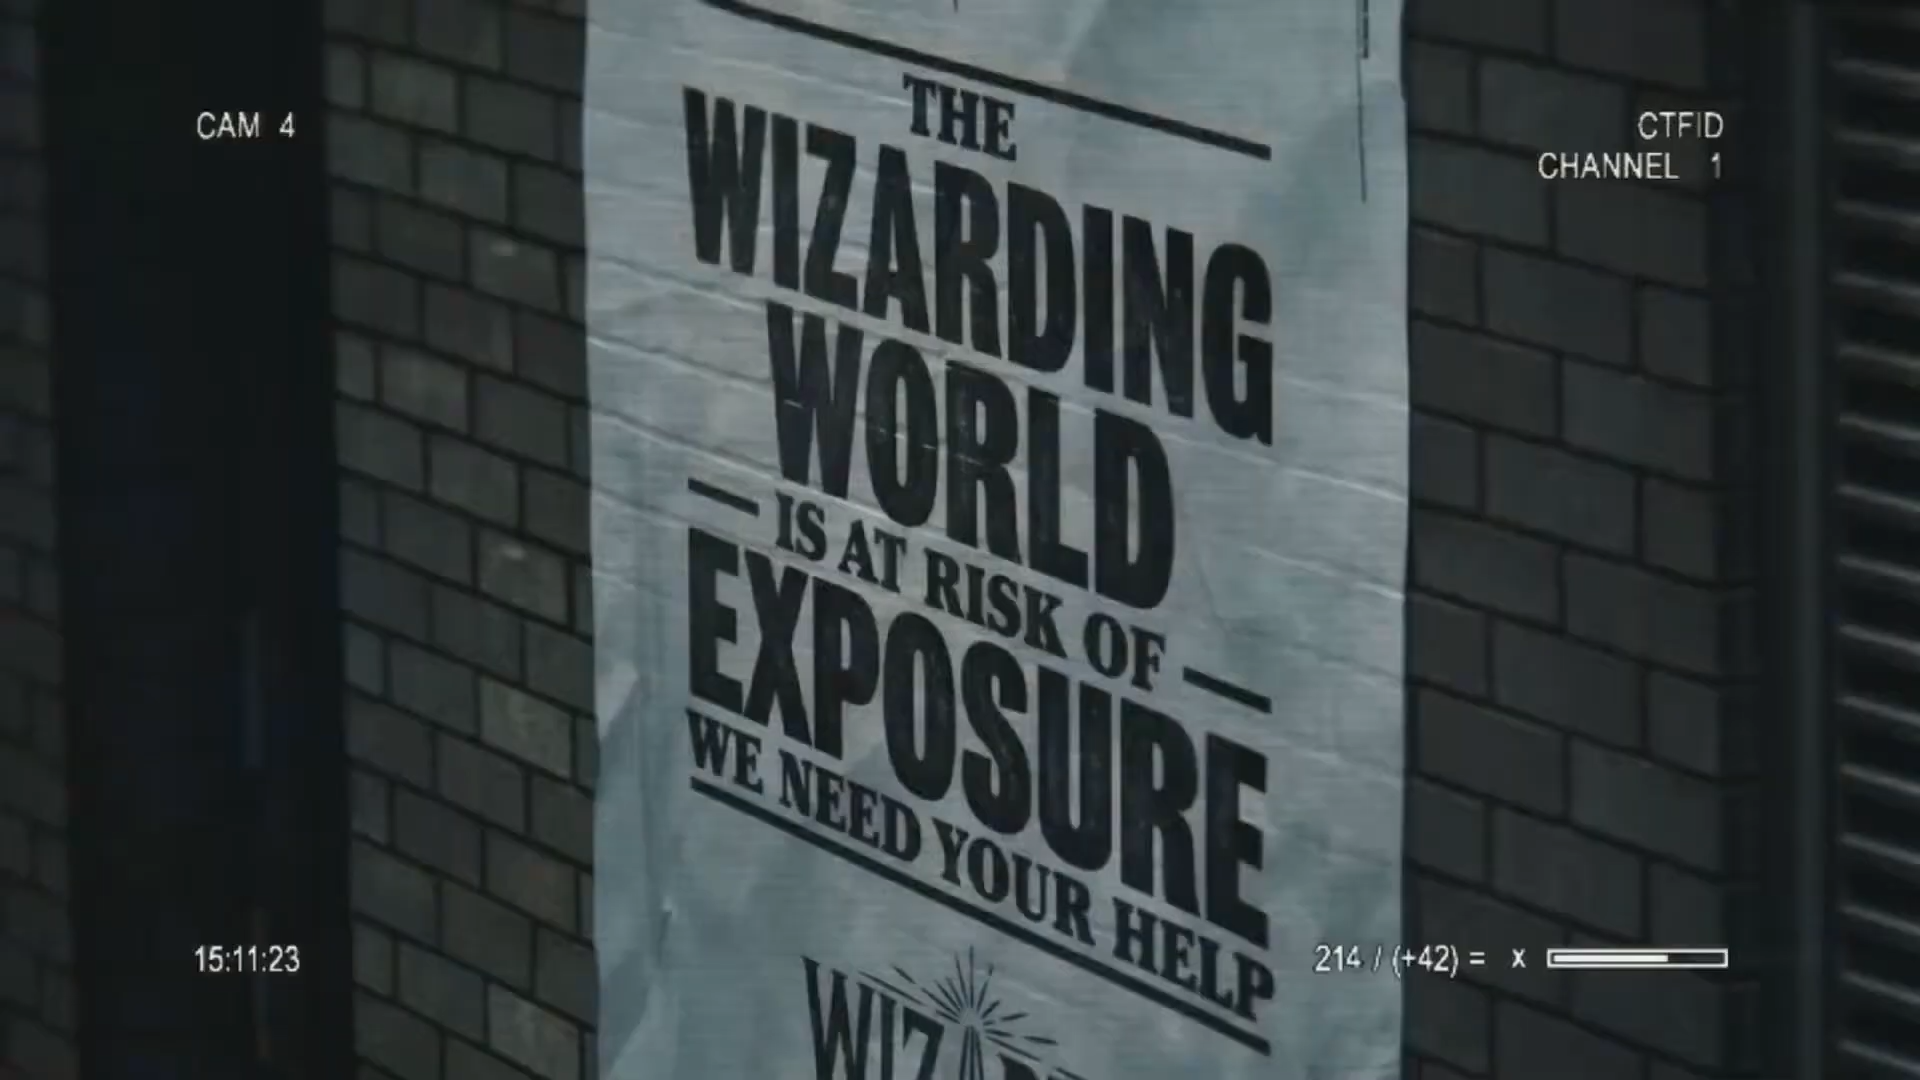 CAM 4
CTFID
CHANNEL 1
THE
WIZARDING
WORLD
IS AT RISK OF
EXPOSURE
WE NEED YOUR HELP
15:11:23
214 / (+42) = x